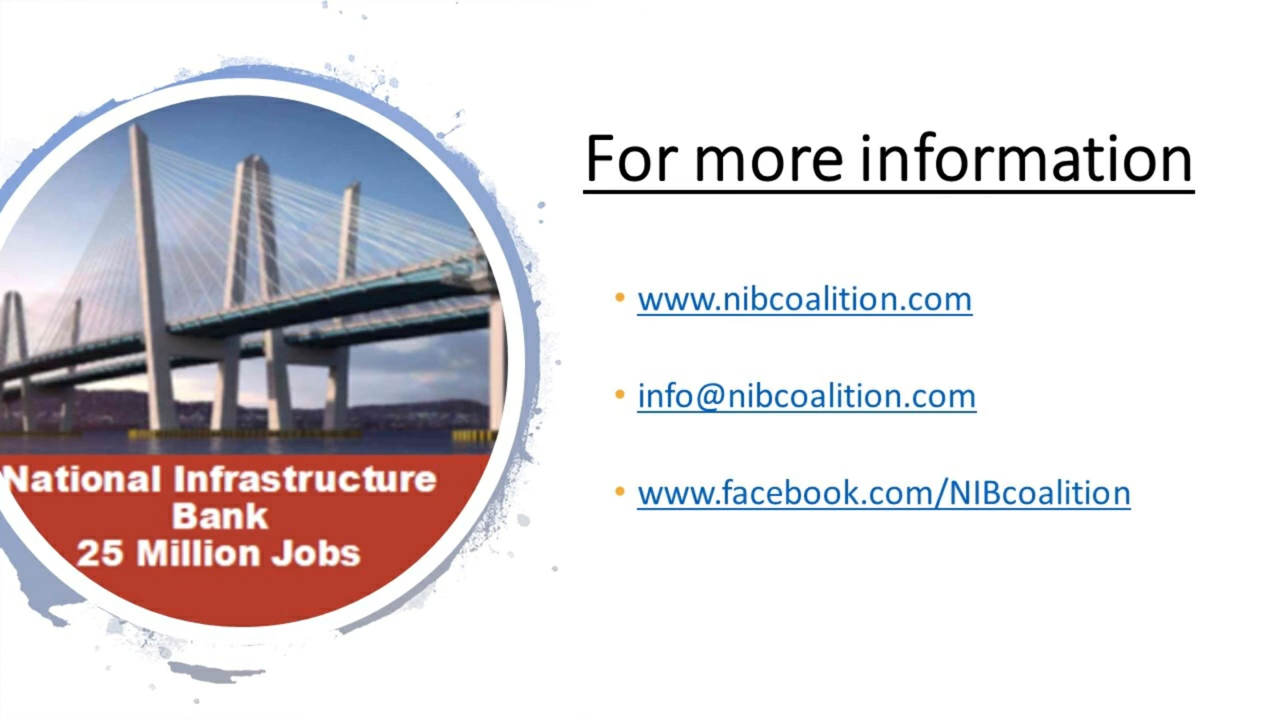 For more information
• www.nibcoalition.com
• info@nibcoalition.com
• www.facebook.com/NIBcoalition
National Infrastructure
Bank
25 Million Jobs